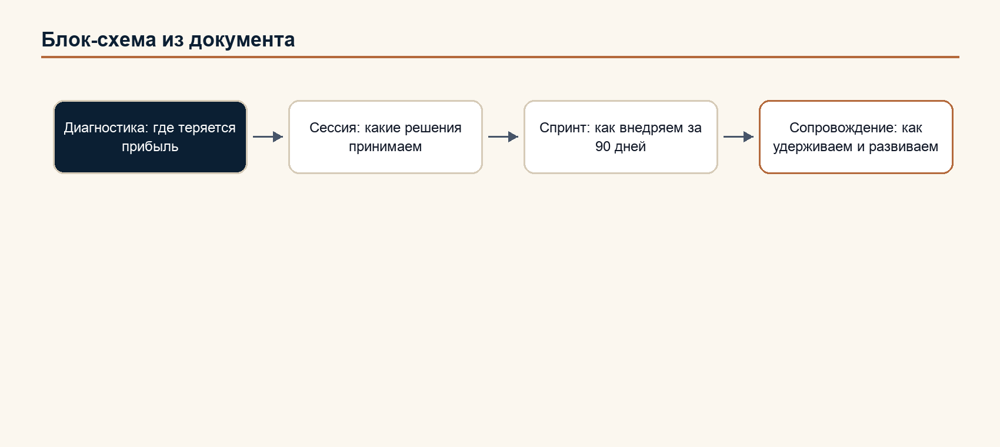 Блок-схема из документа
Диагностика: где теряется
прибыль
Сессия: какие решения
принимаем
Спринт: как внедряем за
90 дней
Сопровождение: как
удерживаем и развиваем